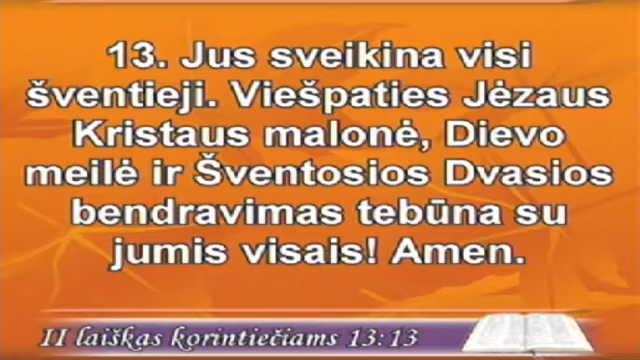 13. Jus sveikina visi
šventieji. Viešpaties Jėzaus
Kristaus malonė, Dievo
meilė ir Šventosios Dvasios
bendravimas tebūna su
jumis visais! Amen.
II laiškas korintiečiams 13:13